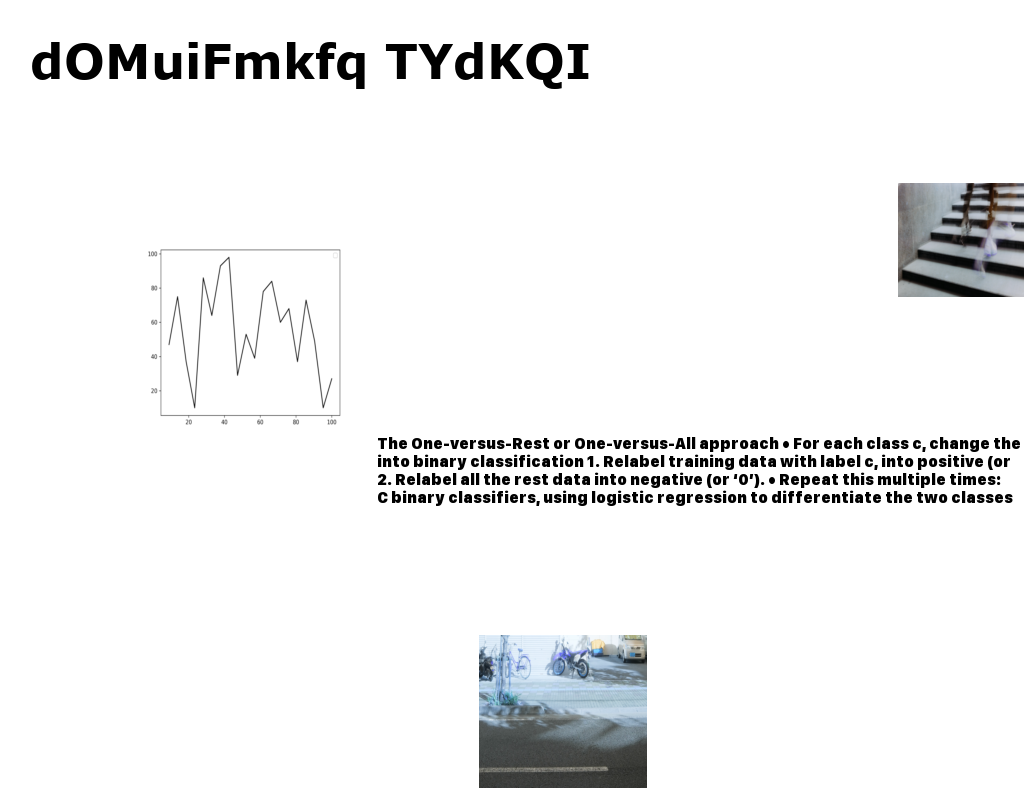 dOMuiFmkfq TYdKQI
100
80
60
40
20
20 40 60 80 100
The One-versus-Rest or One-versus-All approach • For each class c, change the
into binary classification 1. Relabel training data with label c, into positive (or
2. Relabel all the rest data into negative (or ‘0’). • Repeat this multiple times:
C binary classifiers, using logistic regression to differentiate the two classes